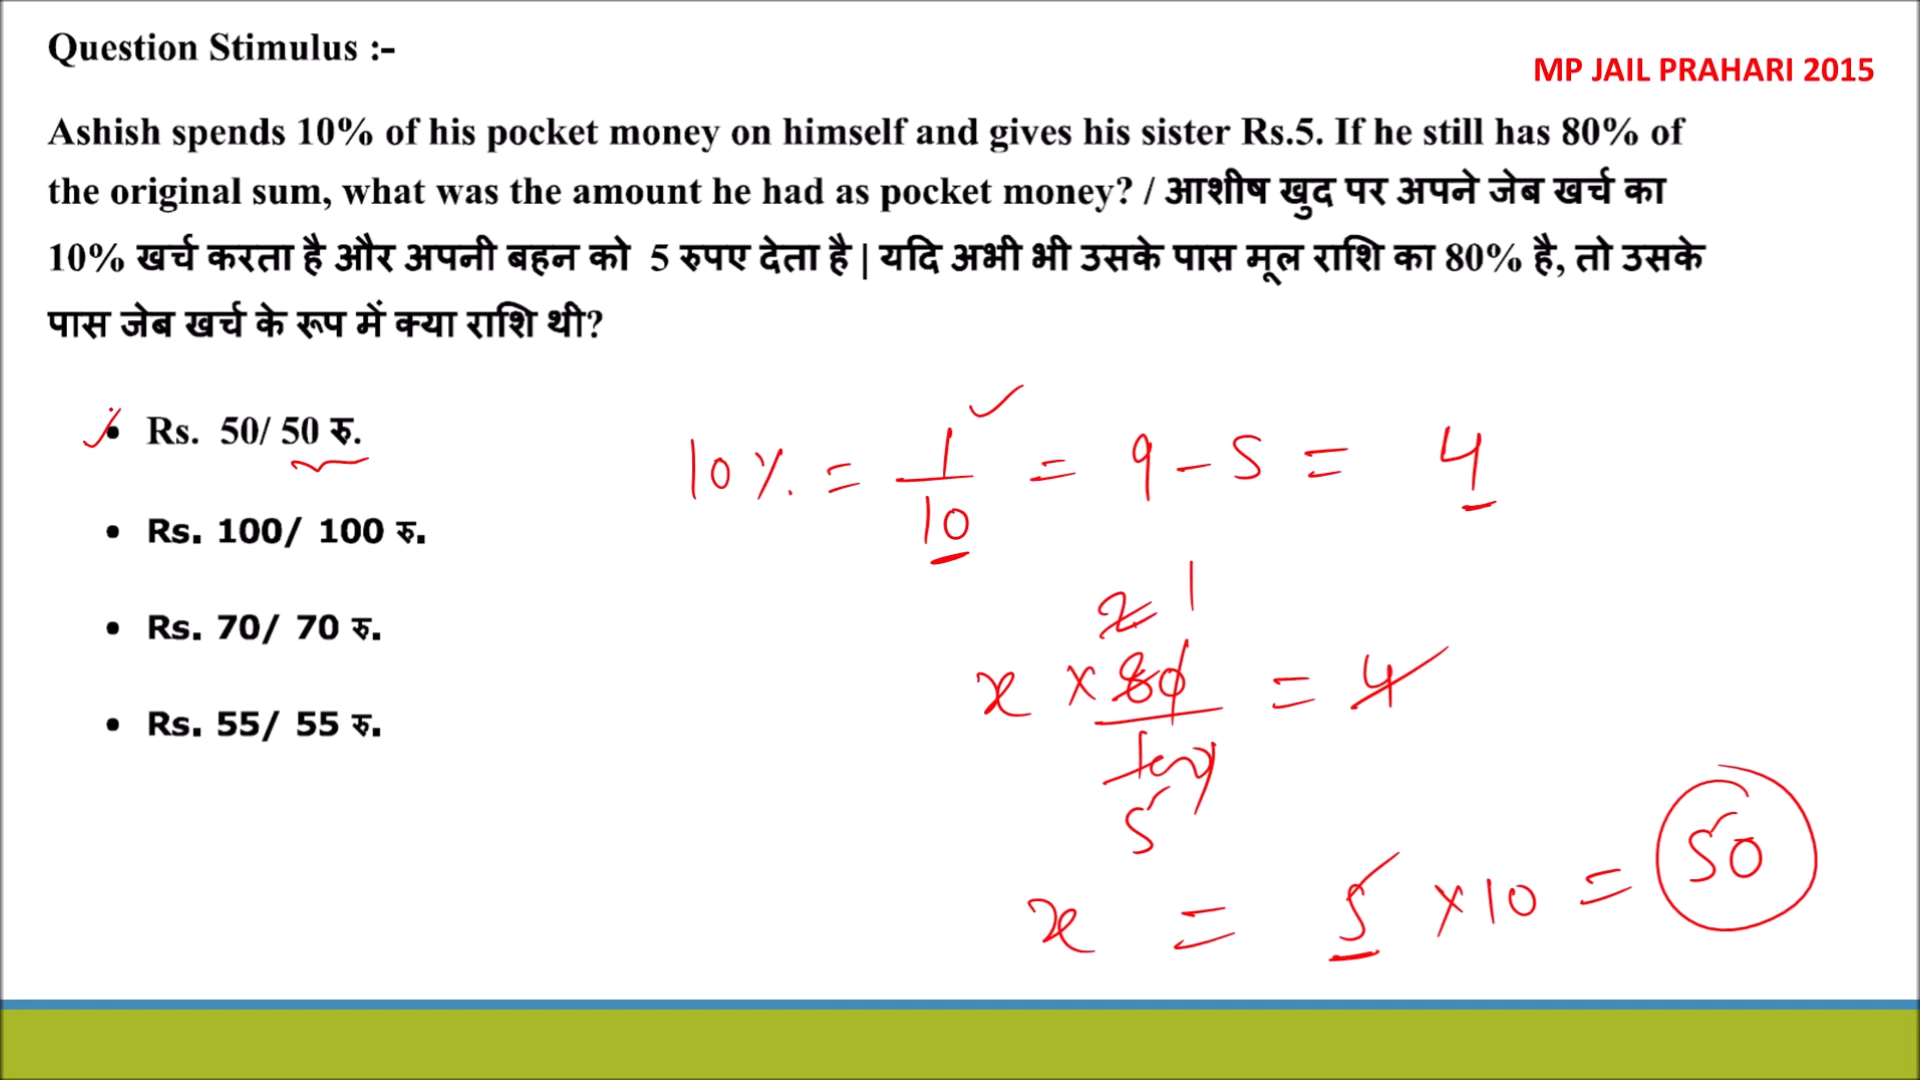 Question Stimulus :-
MP JAIL PRAHARI 2015
Ashish spends 10% of his pocket money on himself and gives his sister Rs.5. If he still has 80% of
the original sum, what was the amount he had as pocket money? / आशीष खुद पर अपने जेब खर्च का
10% खर्च करता है और अपनी बहन को 5 रुपए देता है | यदि अभी भी उसके पास मूल राशि का 80% है, तो उसके
पास जेब खर्च के रूप में क्या राशि थी?
• Rs. 50/ 50 रु.
• Rs. 100/ 100 रु.
• Rs. 70/ 70 रु.
• Rs. 55/ 55 रु.
10% = 1/10 = 9 - 5 = 4
2 1
x × 80/100 = 4
5
x = 5 × 10 = 50